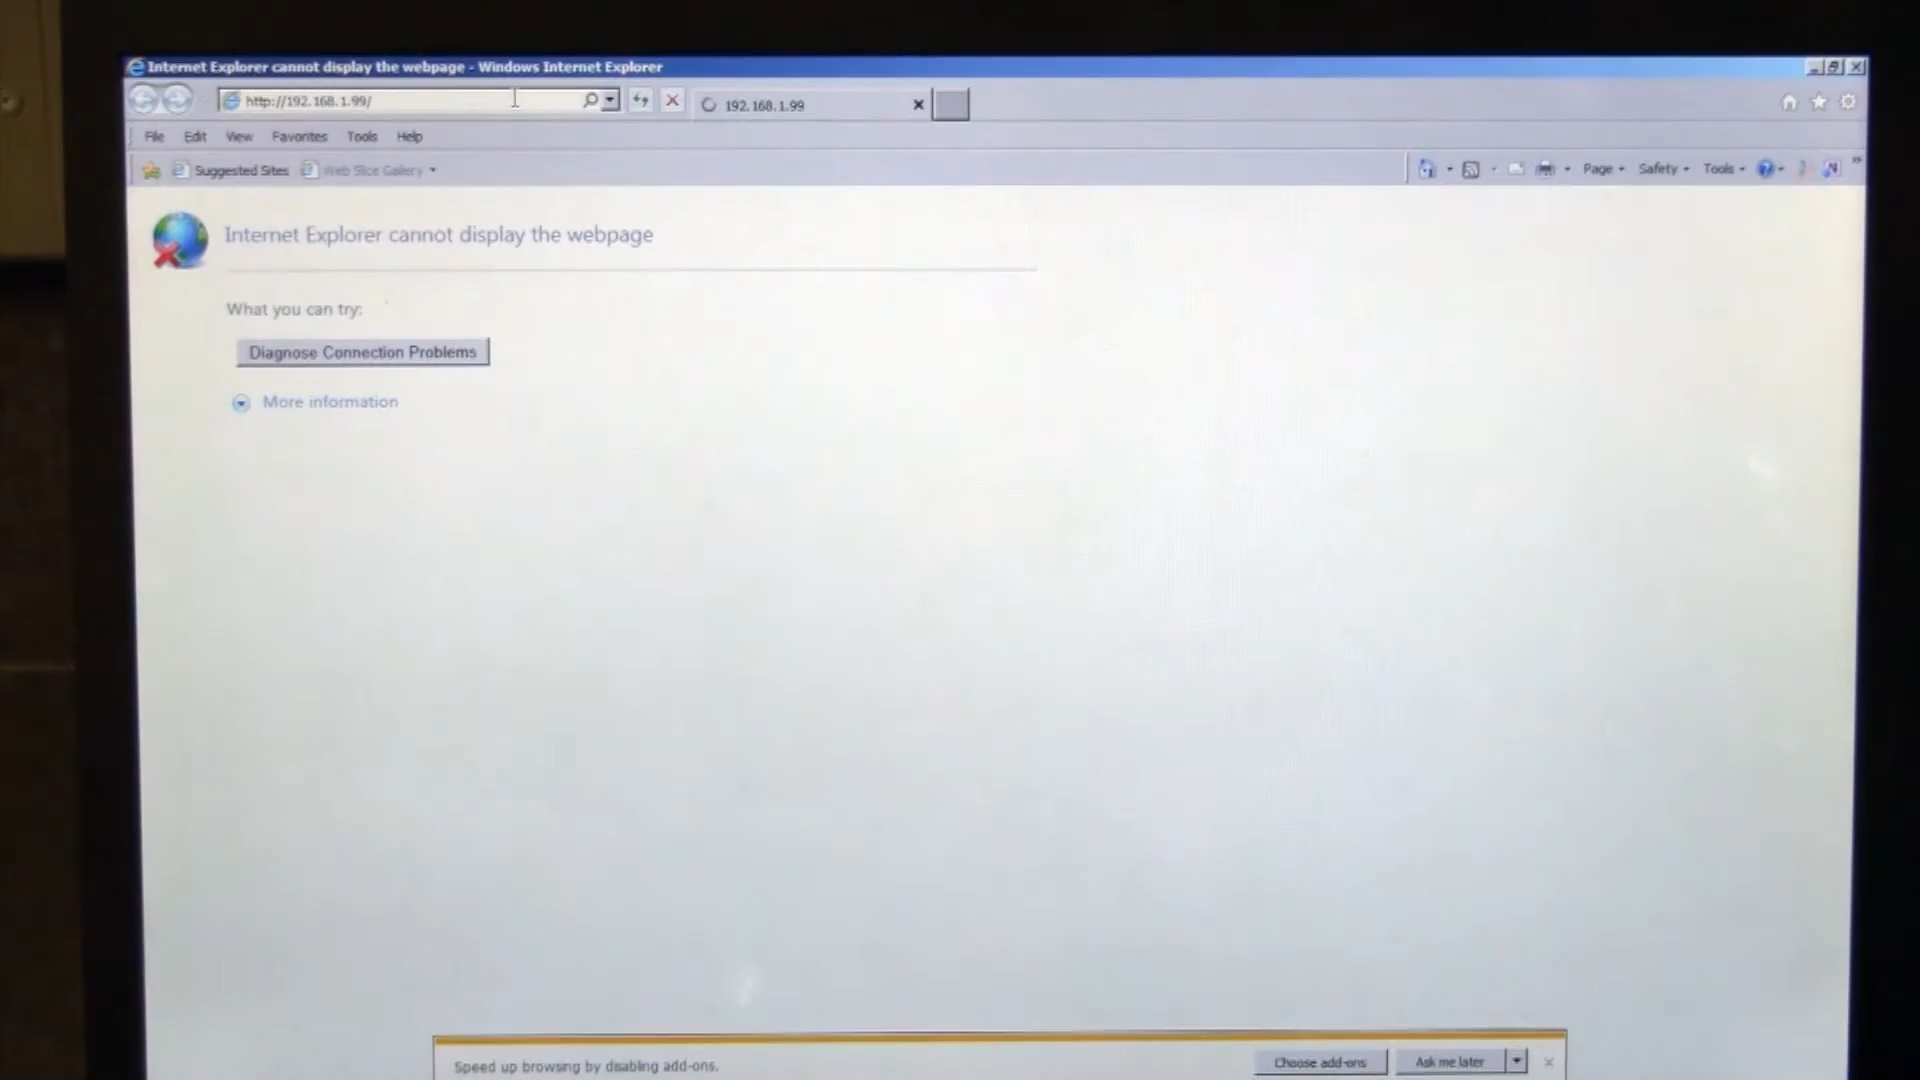 Internet Explorer cannot display the webpage - Windows Internet Explorer
http://192.168.1.99/
192.168.1.99
File Edit View Favorites Tools Help
Suggested Sites Web Slice Gallery
Page Safety Tools
Internet Explorer cannot display the webpage
What you can try:
Diagnose Connection Problems
More information
Speed up browsing by disabling add-ons.
Choose add-ons
Ask me later